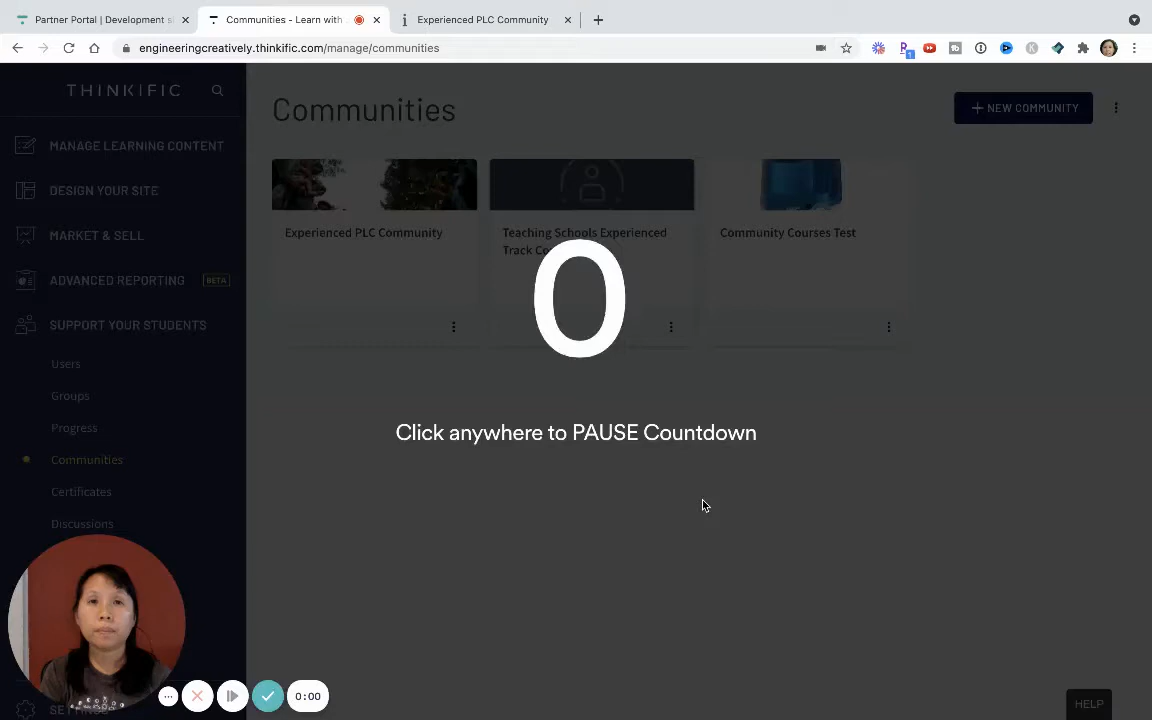 Partner Portal | Development s
Communities - Learn with
Experienced PLC Community
engineeringcreatively.thinkific.com/manage/communities
1
THINKIFIC
Communities
NEW COMMUNITY
MANAGE LEARNING CONTENT
DESIGN YOUR SITE
MARKET & SELL
ADVANCED REPORTING
BETA
SUPPORT YOUR STUDENTS
Users
Groups
Progress
Communities
Certificates
Discussions
Experienced PLC Community
Teaching Schools Experienced
Track Co
Community Courses Test
0
Click anywhere to PAUSE Countdown
0:00
SETTINGS
HELP